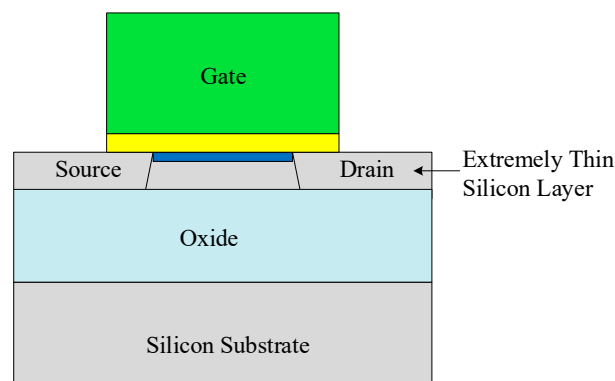 Gate
Source
Drain
Extremely Thin
Silicon Layer
Oxide
Silicon Substrate